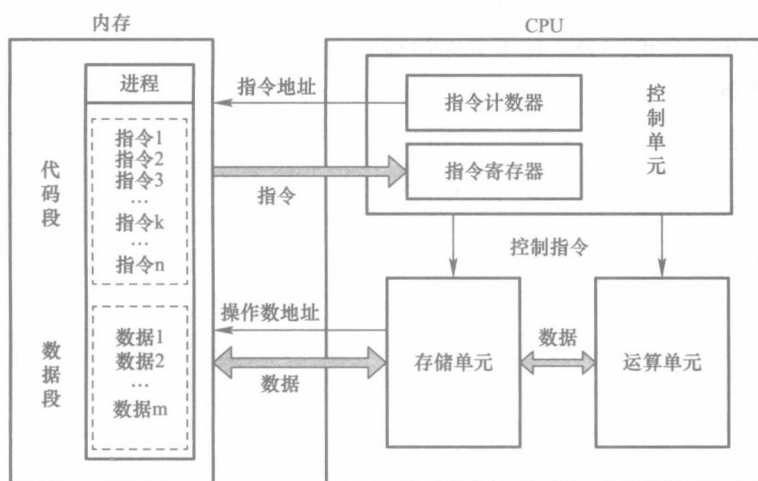 内存
CPU
进程
指令地址
指令计数器
控制单元
指令1
指令2
指令3
…
指令k
…
指令n
代码段
指令
指令寄存器
控制指令
操作数地址
数据1
数据2
…
数据m
数据段
数据
存储单元
数据
运算单元